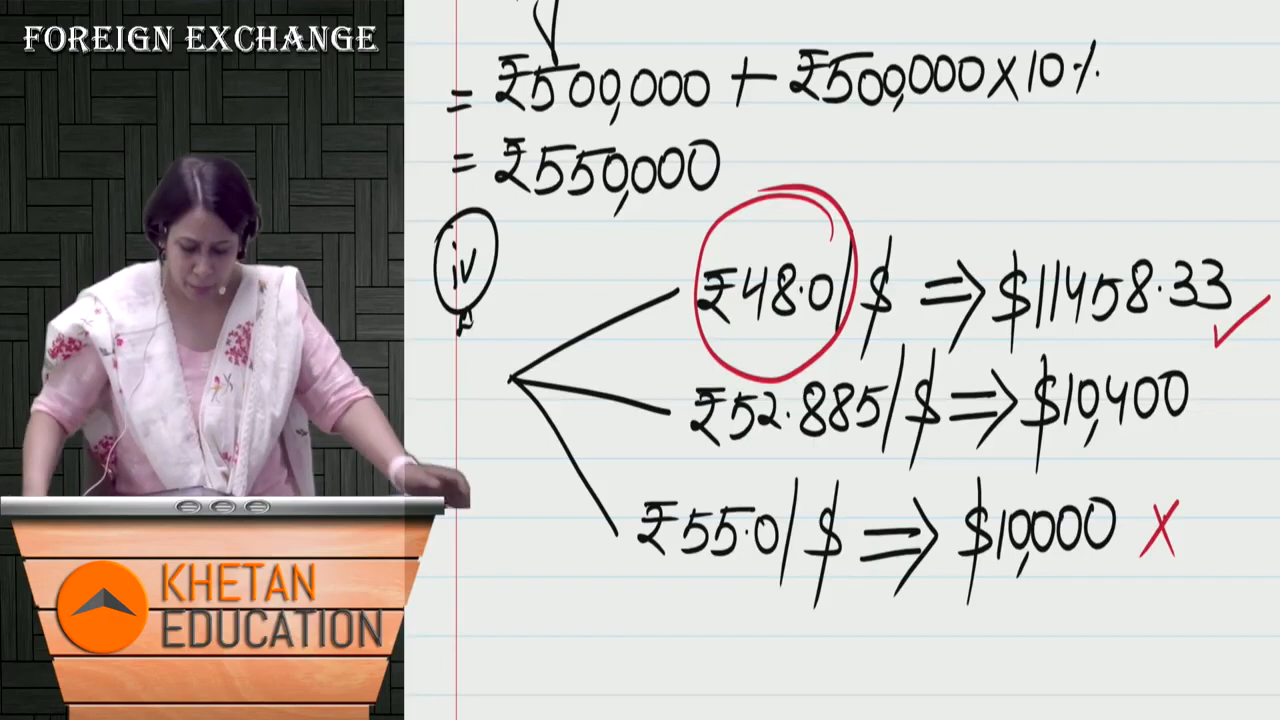 FOREIGN EXCHANGE
= ₹500,000 + ₹500,000 × 10%
= ₹550,000
iv
₹48.0/$ ⇒ $11458.33 ✓
₹52.885/$ ⇒ $10,400
₹55.0/$ ⇒ $10,000 ✗
KHETAN
EDUCATION